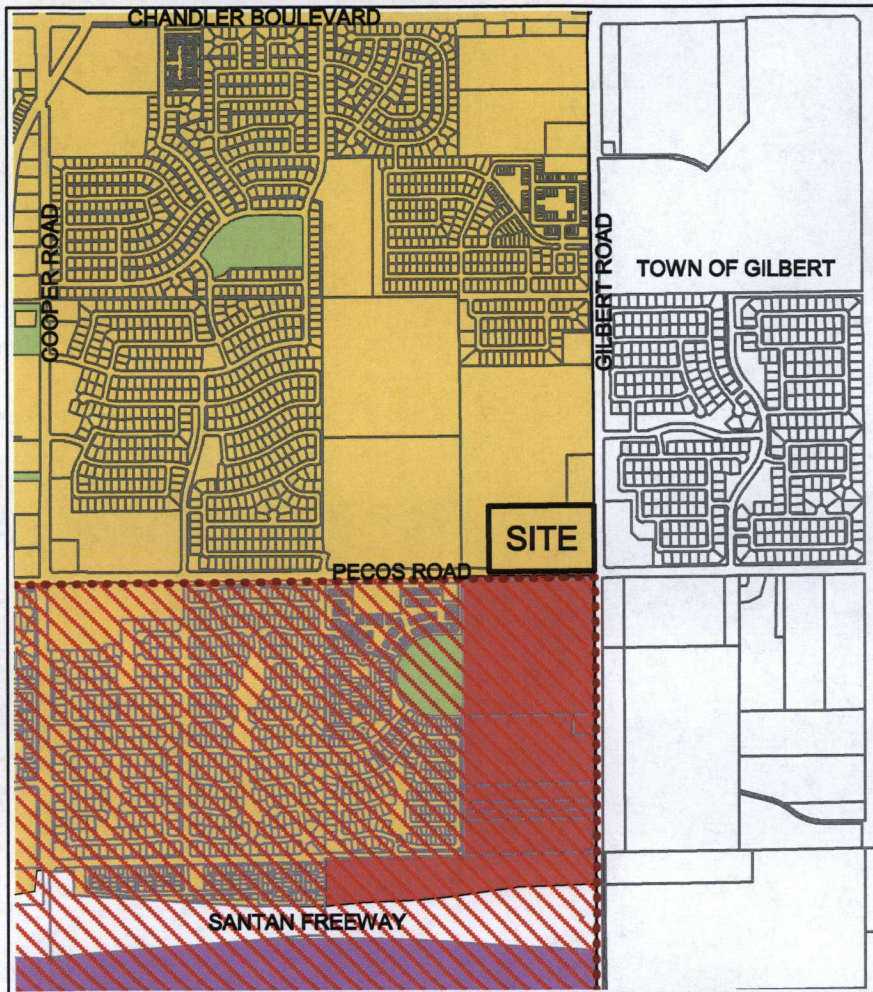 CHANDLER BOULEVARD
COOPER ROAD
GILBERT ROAD
TOWN OF GILBERT
SITE
PECOS ROAD
SANTAN FREEWAY